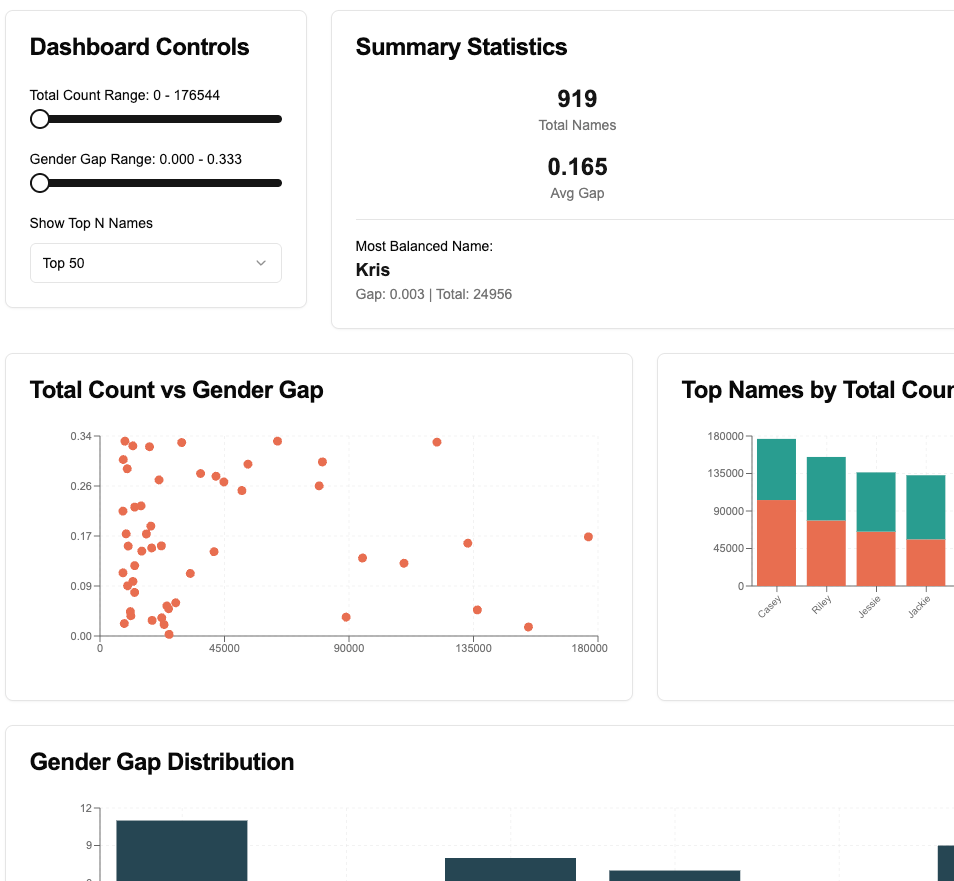 Dashboard Controls
Total Count Range: 0 - 176544
Gender Gap Range: 0.000 - 0.333
Show Top N Names
Top 50
Summary Statistics
919
Total Names
0.165
Avg Gap
Most Balanced Name:
Kris
Gap: 0.003 | Total: 24956
Total Count vs Gender Gap
0.34
0.26
0.17
0.09
0.00
0
45000
90000
135000
180000
Top Names by Total Coun
180000
135000
90000
45000
0
Casey
Riley
Jessie
Jackie
Gender Gap Distribution
12
9